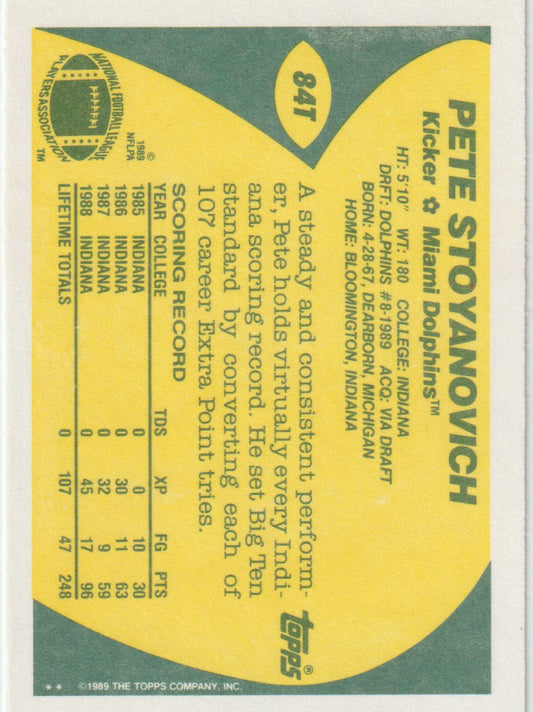 84T
PETE STOYANOVICH
Kicker ✿ Miami Dolphins™
HT: 5'10" WT: 180 COLLEGE: INDIANA
DRFT: DOLPHINS #8-1989 ACQ: VIA DRAFT
BORN: 4-28-67, DEARBORN, MICHIGAN
HOME: BLOOMINGTON, INDIANA
A steady and consistent perform-
er, Pete holds virtually every Indi-
ana scoring record. He set Big Ten
standard by converting each of
107 career Extra Point tries.
topps®
SCORING RECORD
YEAR COLLEGE TDS XP FG PTS
1985 INDIANA 0 0 10 30
1986 INDIANA 0 30 11 63
1987 INDIANA 0 32 9 59
1988 INDIANA 0 45 17 96
LIFETIME TOTALS 0 107 47 248
NATIONAL FOOTBALL LEAGUE
PLAYERS ASSOCIATION
TM
©
1989
NFLPA
** ©1989 THE TOPPS COMPANY, INC.